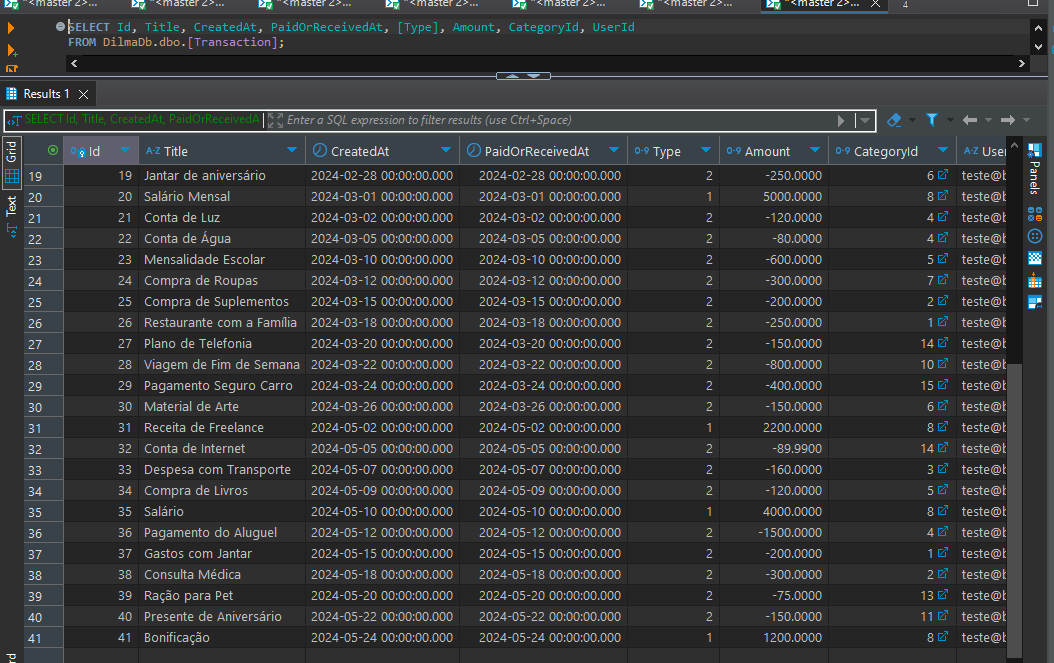 *<master 2>... *<master 2>... *<master 2>... *<master 2>... *<master 2>... *<master 2>... *<master 2>... 4
SELECT Id, Title, CreatedAt, PaidOrReceivedAt, [Type], Amount, CategoryId, UserId
FROM DilmaDb.dbo.[Transaction];
Results 1
SELECT Id, Title, CreatedAt, PaidOrReceivedA Enter a SQL expression to filter results (use Ctrl+Space)
Grid
Text
Panels
Id A-Z Title CreatedAt PaidOrReceivedAt 0-9 Type 0-9 Amount 0-9 CategoryId A-Z User
19 19 Jantar de aniversário 2024-02-28 00:00:00.000 2024-02-28 00:00:00.000 2 -250.0000 6 teste@b
20 20 Salário Mensal 2024-03-01 00:00:00.000 2024-03-01 00:00:00.000 1 5000.0000 8 teste@b
21 21 Conta de Luz 2024-03-02 00:00:00.000 2024-03-02 00:00:00.000 2 -120.0000 4 teste@b
22 22 Conta de Água 2024-03-05 00:00:00.000 2024-03-05 00:00:00.000 2 -80.0000 4 teste@b
23 23 Mensalidade Escolar 2024-03-10 00:00:00.000 2024-03-10 00:00:00.000 2 -600.0000 5 teste@b
24 24 Compra de Roupas 2024-03-12 00:00:00.000 2024-03-12 00:00:00.000 2 -300.0000 7 teste@b
25 25 Compra de Suplementos 2024-03-15 00:00:00.000 2024-03-15 00:00:00.000 2 -200.0000 2 teste@b
26 26 Restaurante com a Família 2024-03-18 00:00:00.000 2024-03-18 00:00:00.000 2 -250.0000 1 teste@b
27 27 Plano de Telefonia 2024-03-20 00:00:00.000 2024-03-20 00:00:00.000 2 -150.0000 14 teste@b
28 28 Viagem de Fim de Semana 2024-03-22 00:00:00.000 2024-03-22 00:00:00.000 2 -800.0000 10 teste@b
29 29 Pagamento Seguro Carro 2024-03-24 00:00:00.000 2024-03-24 00:00:00.000 2 -400.0000 15 teste@b
30 30 Material de Arte 2024-03-26 00:00:00.000 2024-03-26 00:00:00.000 2 -150.0000 6 teste@b
31 31 Receita de Freelance 2024-05-02 00:00:00.000 2024-05-02 00:00:00.000 1 2200.0000 8 teste@b
32 32 Conta de Internet 2024-05-05 00:00:00.000 2024-05-05 00:00:00.000 2 -89.9900 14 teste@b
33 33 Despesa com Transporte 2024-05-07 00:00:00.000 2024-05-07 00:00:00.000 2 -160.0000 3 teste@b
34 34 Compra de Livros 2024-05-09 00:00:00.000 2024-05-09 00:00:00.000 2 -120.0000 5 teste@b
35 35 Salário 2024-05-10 00:00:00.000 2024-05-10 00:00:00.000 1 4000.0000 8 teste@b
36 36 Pagamento do Aluguel 2024-05-12 00:00:00.000 2024-05-12 00:00:00.000 2 -1500.0000 4 teste@b
37 37 Gastos com Jantar 2024-05-15 00:00:00.000 2024-05-15 00:00:00.000 2 -200.0000 1 teste@b
38 38 Consulta Médica 2024-05-18 00:00:00.000 2024-05-18 00:00:00.000 2 -300.0000 2 teste@b
39 39 Ração para Pet 2024-05-20 00:00:00.000 2024-05-20 00:00:00.000 2 -75.0000 13 teste@b
40 40 Presente de Aniversário 2024-05-22 00:00:00.000 2024-05-22 00:00:00.000 2 -150.0000 11 teste@b
41 41 Bonificação 2024-05-24 00:00:00.000 2024-05-24 00:00:00.000 1 1200.0000 8 teste@b